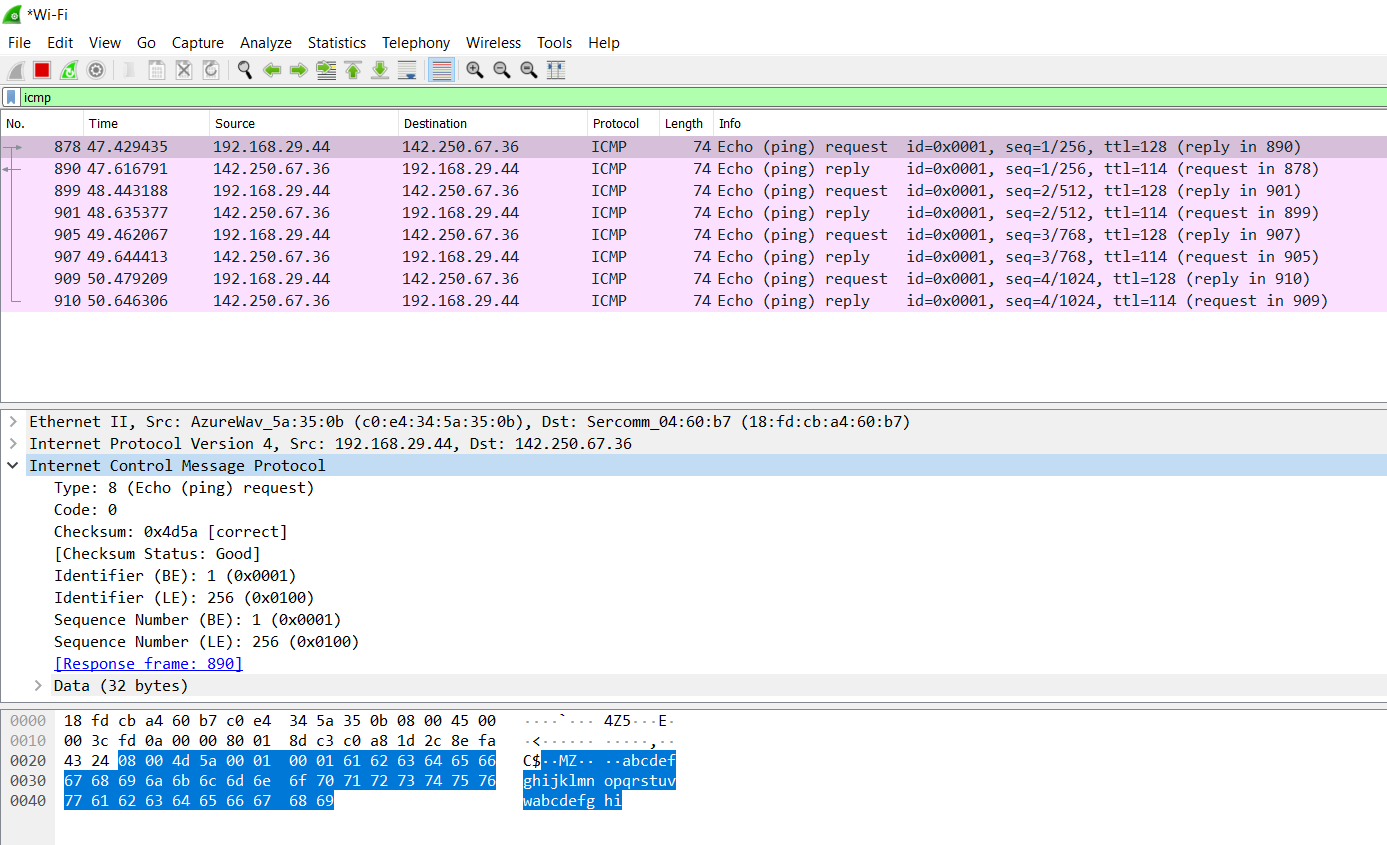 *Wi-Fi
File Edit View Go Capture Analyze Statistics Telephony Wireless Tools Help
icmp
No. Time Source Destination Protocol Length Info
878 47.429435 192.168.29.44 142.250.67.36 ICMP 74 Echo (ping) request id=0x0001, seq=1/256, ttl=128 (reply in 890)
890 47.616791 142.250.67.36 192.168.29.44 ICMP 74 Echo (ping) reply id=0x0001, seq=1/256, ttl=114 (request in 878)
899 48.443188 192.168.29.44 142.250.67.36 ICMP 74 Echo (ping) request id=0x0001, seq=2/512, ttl=128 (reply in 901)
901 48.635377 142.250.67.36 192.168.29.44 ICMP 74 Echo (ping) reply id=0x0001, seq=2/512, ttl=114 (request in 899)
905 49.462067 192.168.29.44 142.250.67.36 ICMP 74 Echo (ping) request id=0x0001, seq=3/768, ttl=128 (reply in 907)
907 49.644413 142.250.67.36 192.168.29.44 ICMP 74 Echo (ping) reply id=0x0001, seq=3/768, ttl=114 (request in 905)
909 50.479209 192.168.29.44 142.250.67.36 ICMP 74 Echo (ping) request id=0x0001, seq=4/1024, ttl=128 (reply in 910)
910 50.646306 142.250.67.36 192.168.29.44 ICMP 74 Echo (ping) reply id=0x0001, seq=4/1024, ttl=114 (request in 909)
Ethernet II, Src: AzureWav_5a:35:0b (c0:e4:34:5a:35:0b), Dst: Sercomm_04:60:b7 (18:fd:cb:a4:60:b7)
Internet Protocol Version 4, Src: 192.168.29.44, Dst: 142.250.67.36
Internet Control Message Protocol
Type: 8 (Echo (ping) request)
Code: 0
Checksum: 0x4d5a [correct]
[Checksum Status: Good]
Identifier (BE): 1 (0x0001)
Identifier (LE): 256 (0x0100)
Sequence Number (BE): 1 (0x0001)
Sequence Number (LE): 256 (0x0100)
[Response frame: 890]
Data (32 bytes)
0000 18 fd cb a4 60 b7 c0 e4 34 5a 35 0b 08 00 45 00 ····`··· 4Z5···E·
0010 00 3c fd 0a 00 00 80 01 8d c3 c0 a8 1d 2c 8e fa ·<······ ·····,··
0020 43 24 08 00 4d 5a 00 01 00 01 61 62 63 64 65 66 C$··MZ·· ··abcdef
0030 67 68 69 6a 6b 6c 6d 6e 6f 70 71 72 73 74 75 76 ghijklmn opqrstuv
0040 77 61 62 63 64 65 66 67 68 69 wabcdefg hi